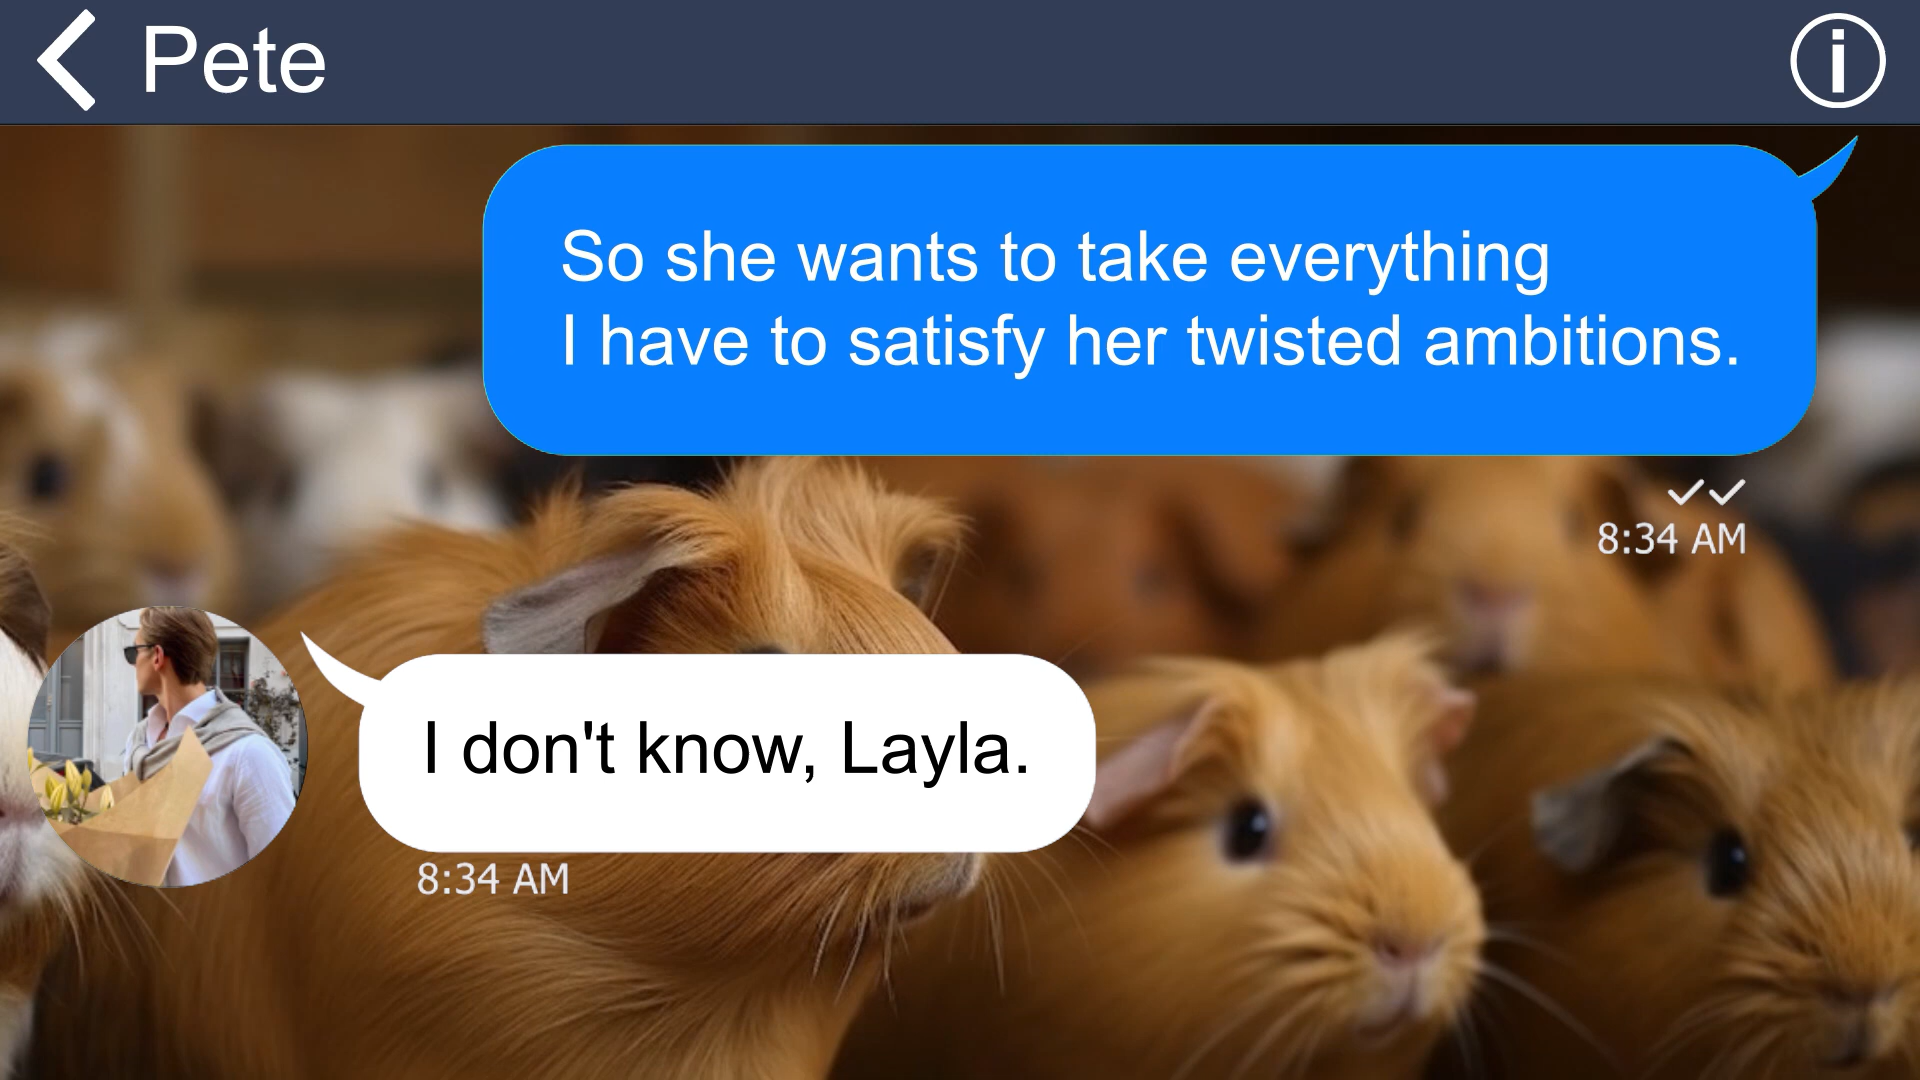 Pete
So she wants to take everything
I have to satisfy her twisted ambitions.
8:34 AM
I don't know, Layla.
8:34 AM